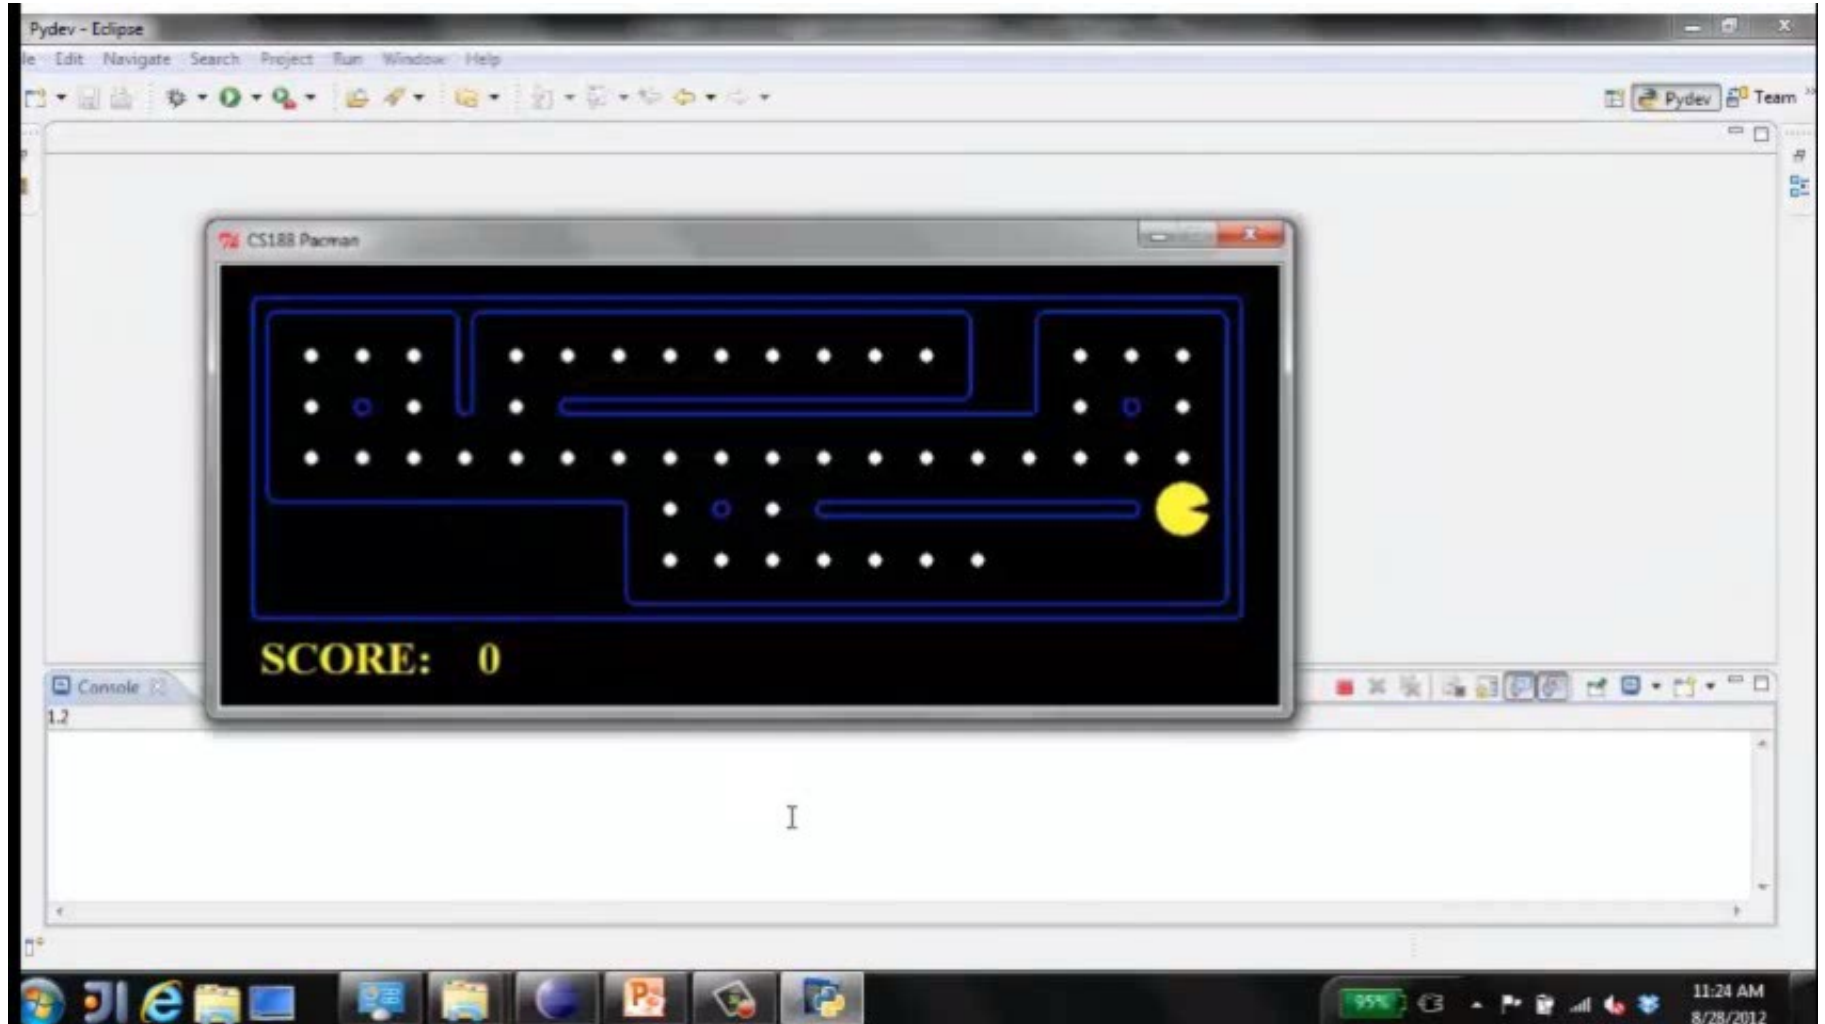 Pydev - Eclipse
le Edit Navigate Search Project Run Window Help
Pydev Team
CS188 Pacman
SCORE: 0
Console
1.2
95%
11:24 AM
8/28/2012